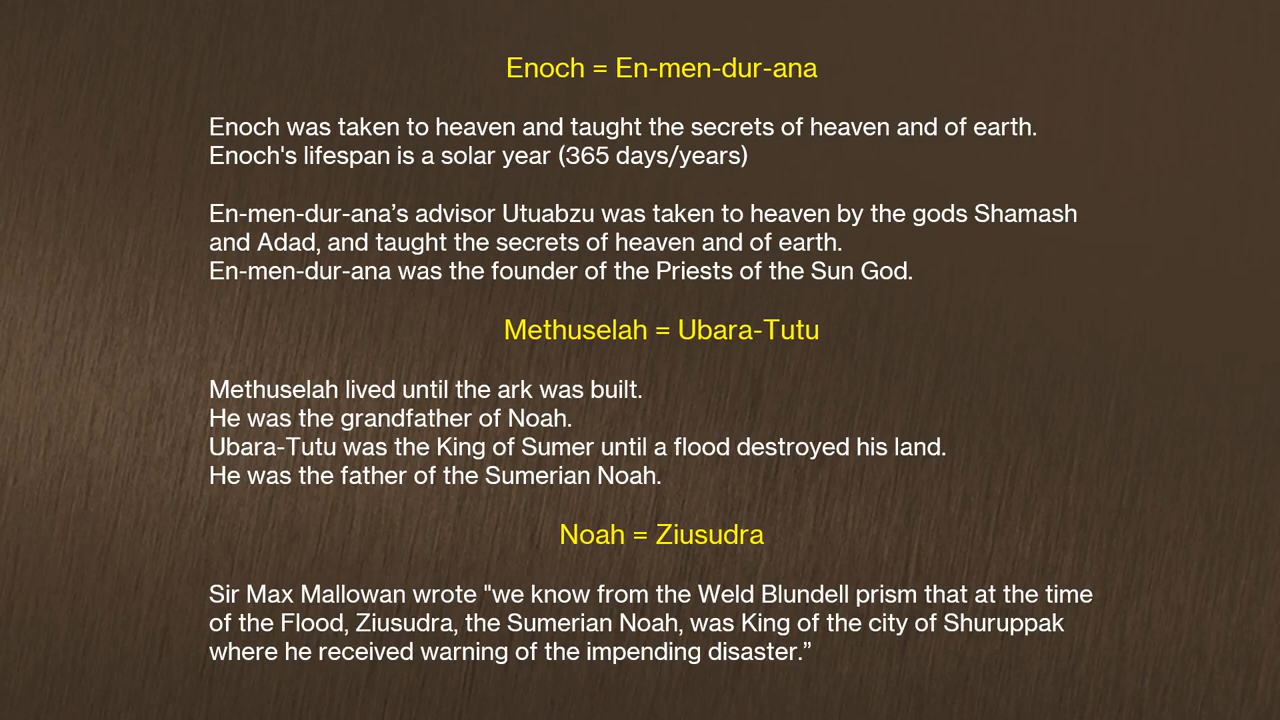 Enoch = En-men-dur-ana
Enoch was taken to heaven and taught the secrets of heaven and of earth.
Enoch's lifespan is a solar year (365 days/years)
En-men-dur-ana’s advisor Utuabzu was taken to heaven by the gods Shamash
and Adad, and taught the secrets of heaven and of earth.
En-men-dur-ana was the founder of the Priests of the Sun God.
Methuselah = Ubara-Tutu
Methuselah lived until the ark was built.
He was the grandfather of Noah.
Ubara-Tutu was the King of Sumer until a flood destroyed his land.
He was the father of the Sumerian Noah.
Noah = Ziusudra
Sir Max Mallowan wrote "we know from the Weld Blundell prism that at the time
of the Flood, Ziusudra, the Sumerian Noah, was King of the city of Shuruppak
where he received warning of the impending disaster.”